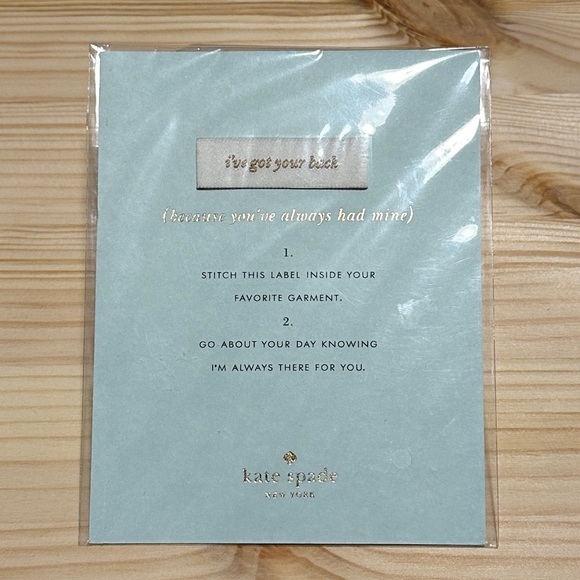 i've got your back
(because you've always had mine)
1.
STITCH THIS LABEL INSIDE YOUR
FAVORITE GARMENT.
2.
GO ABOUT YOUR DAY KNOWING
I'M ALWAYS THERE FOR YOU.
kate spade
NEW YORK